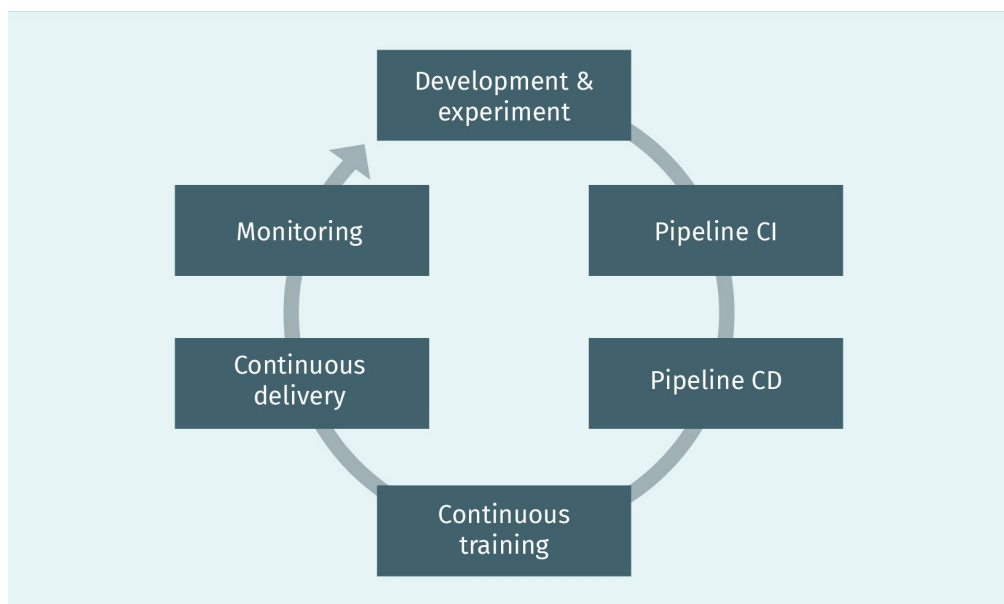 Development &
experiment
Pipeline CI
Pipeline CD
Continuous
training
Continuous
delivery
Monitoring